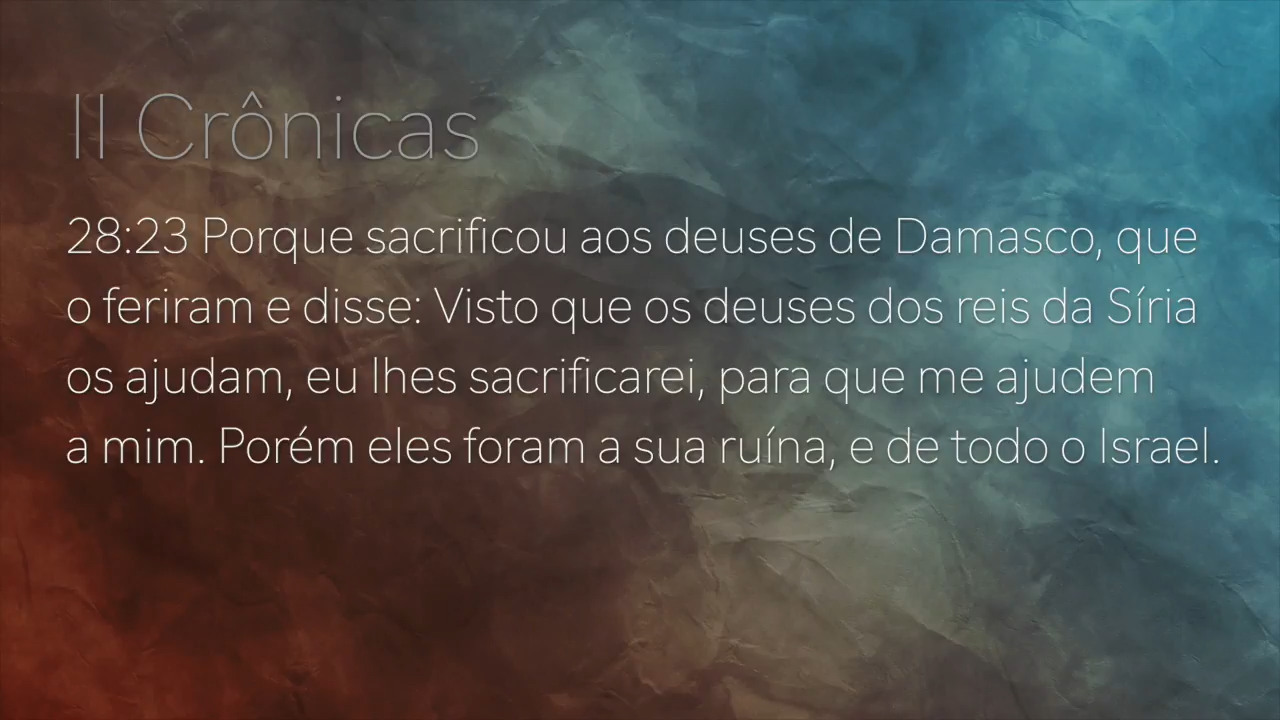 II Crônicas
28:23 Porque sacrificou aos deuses de Damasco, que
o feriram e disse: Visto que os deuses dos reis da Síria
os ajudam, eu lhes sacrificarei, para que me ajudem
a mim. Porém eles foram a sua ruína, e de todo o Israel.